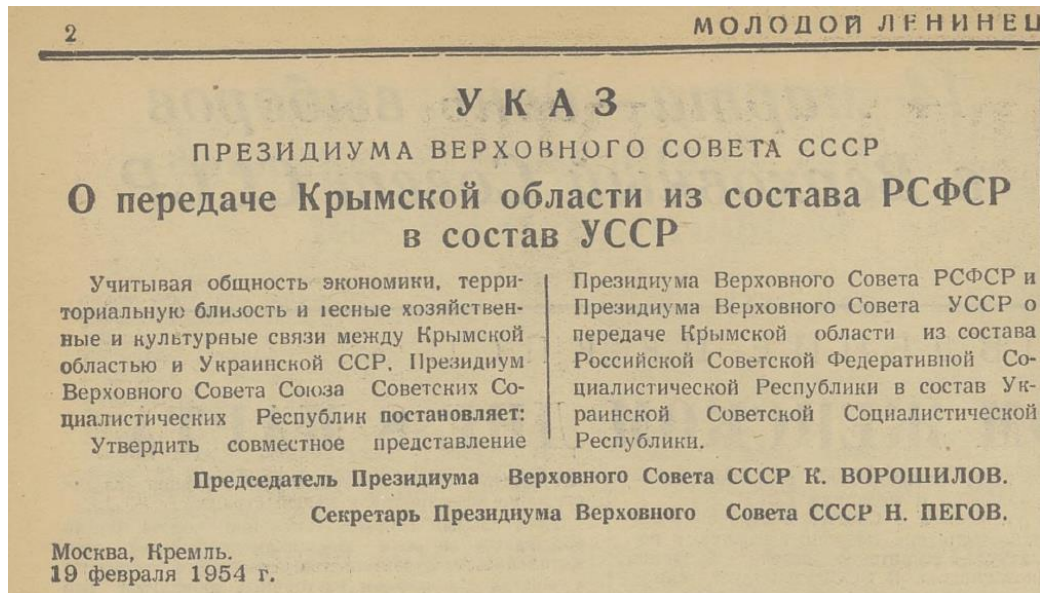 2
МОЛОДОЙ ЛЕНИНЕЦ
УКАЗ
ПРЕЗИДИУМА ВЕРХОВНОГО СОВЕТА СССР
О передаче Крымской области из состава РСФСР
в состав УССР
Учитывая общность экономики, терри-
ториальную близость и тесные хозяйствен-
ные и культурные связи между Крымской
областью и Украинской ССР, Президиум
Верховного Совета Союза Советских Со-
циалистических Республик постановляет:
Утвердить совместное представление
Президиума Верховного Совета РСФСР и
Президиума Верховного Совета УССР о
передаче Крымской области из состава
Российской Советской Федеративной Со-
циалистической Республики в состав Ук-
раинской Советской Социалистической
Республики.
Председатель Президиума Верховного Совета СССР К. ВОРОШИЛОВ.
Секретарь Президиума Верховного Совета СССР Н. ПЕГОВ.
Москва, Кремль.
19 февраля 1954 г.